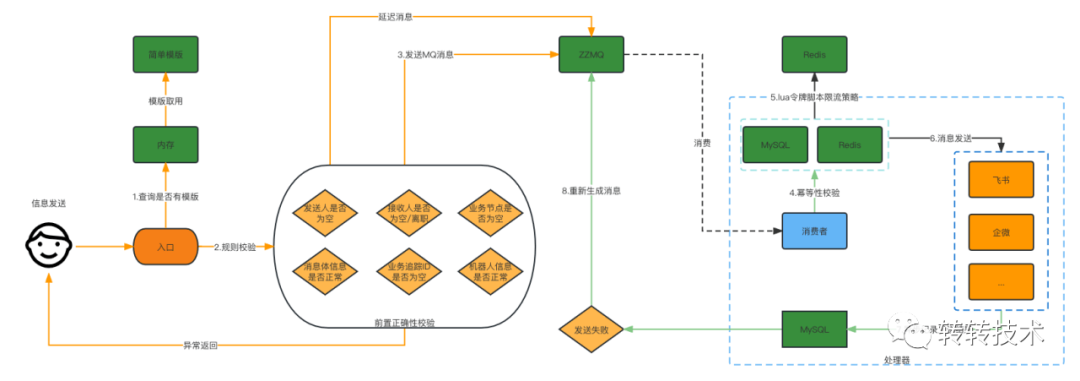 延迟消息
简单模版
3.发送MQ消息
ZZMQ
Redis
模版取用
5.lua令牌脚本限流策略
内存
消费
MySQL
Redis
6.消息发送
1.查询是否有模版
8.重新生成消息
飞书
4.幂等性校验
信息发送
发送人是否
为空
接收人是否
为空/离职
业务节点是
否为空
入口
2.规则校验
消费者
企微
消息体信息
是否正常
业务追踪ID
是否为空
机器人信息
是否正常
...
前置正确性校验
发送失败
MySQL
录
转转技术
异常返回
处理器